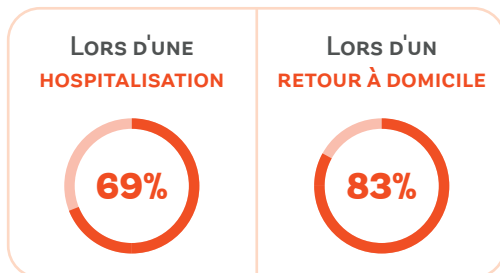 Lors d'une
hospitalisation
69%
Lors d'un
retour à domicile
83%